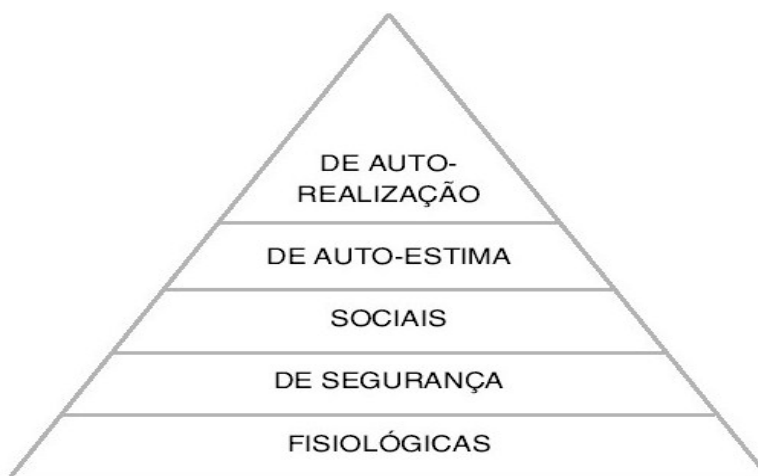 DE AUTO-
REALIZAÇÃO
DE AUTO-ESTIMA
SOCIAIS
DE SEGURANÇA
FISIOLÓGICAS